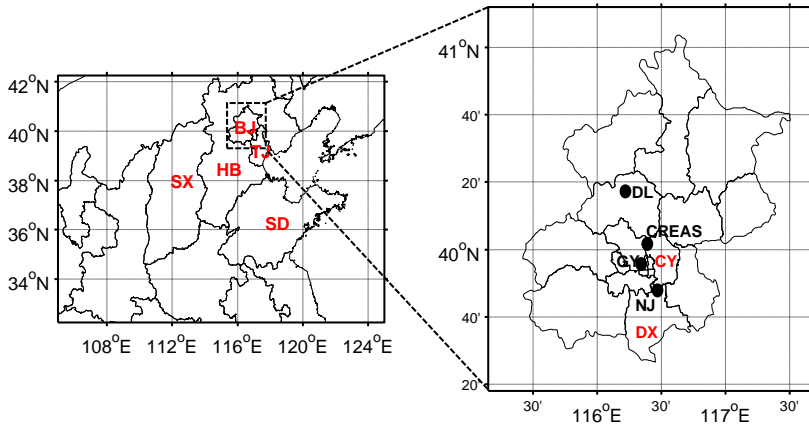 42°N
40°N
38°N
36°N
34°N
108°E 112°E 116°E 120°E 124°E
BJ
TJ
HB
SX
SD
41°N
40'
20'
40°N
40'
20'
30' 116°E 30' 117°E 30'
DL
CREAS
GY
CY
NJ
DX